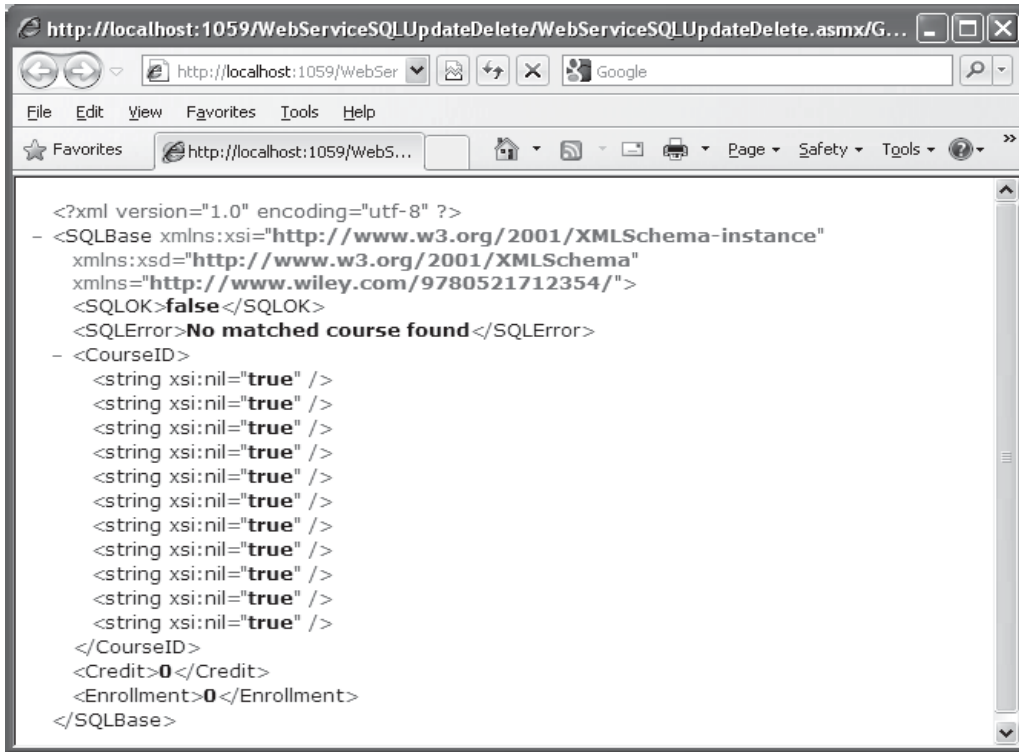 http://localhost:1059/WebServiceSQLUpdateDelete/WebServiceSQLUpdateDelete.asmx/G...
http://localhost:1059/WebSer
Google
File Edit View Favorites Tools Help
Favorites http://localhost:1059/WebS... Page Safety Tools
<?xml version="1.0" encoding="utf-8" ?>
- <SQLBase xmlns:xsi="http://www.w3.org/2001/XMLSchema-instance"
xmlns:xsd="http://www.w3.org/2001/XMLSchema"
xmlns="http://www.wiley.com/9780521712354/">
<SQLOK>false</SQLOK>
<SQLError>No matched course found</SQLError>
- <CourseID>
<string xsi:nil="true" />
<string xsi:nil="true" />
<string xsi:nil="true" />
<string xsi:nil="true" />
<string xsi:nil="true" />
<string xsi:nil="true" />
<string xsi:nil="true" />
<string xsi:nil="true" />
<string xsi:nil="true" />
<string xsi:nil="true" />
<string xsi:nil="true" />
</CourseID>
<Credit>0</Credit>
<Enrollment>0</Enrollment>
</SQLBase>